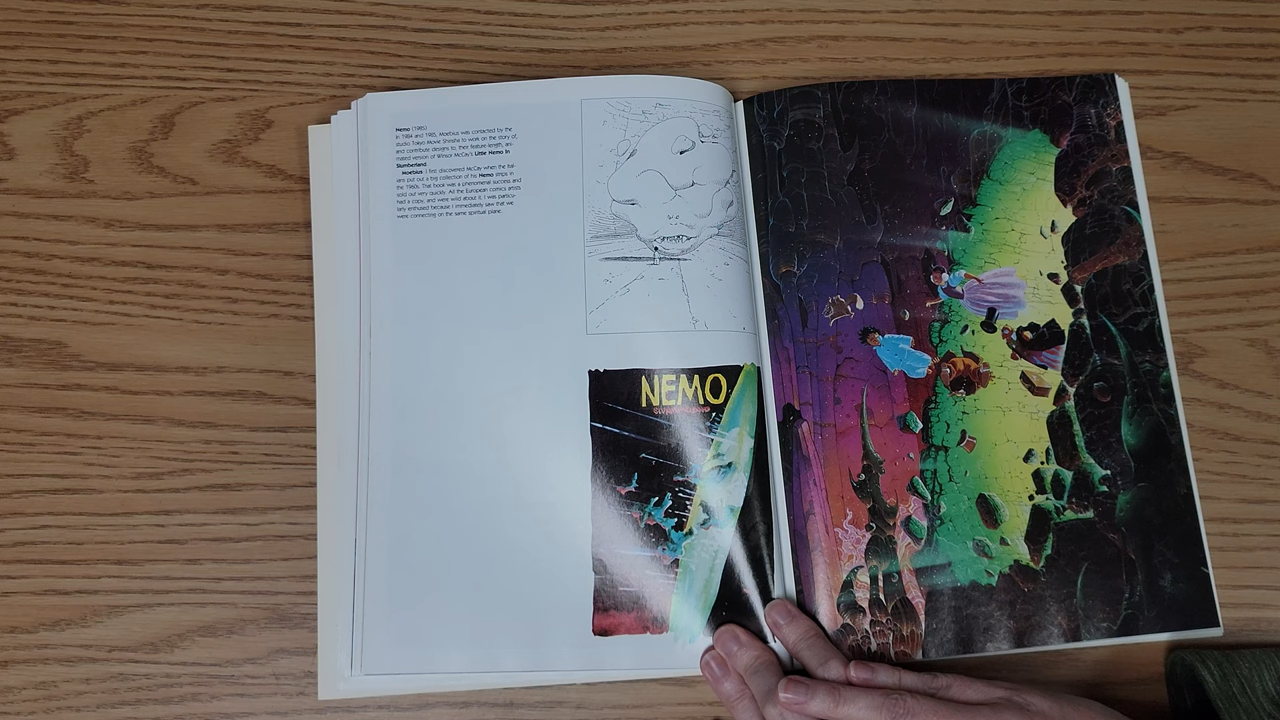 Nemo (1985)
In 1984 and 1985, Moebius was contacted by the
studio Tokyo Movie Shinsha to work on the story of,
and contribute designs to, their feature-length, ani-
mated version of Winsor McCay's Little Nemo in
Slumberland.
Moebius: I first discovered McCay when the Ital-
ians put out a big collection of his Nemo strips in
the 1960s. That book was a phenomenal success and
sold out very quickly. All the European comics artists
had a copy, and were wild about it. I was particu-
larly enthused because I immediately saw that we
were connecting on the same spiritual plane.
NEMO